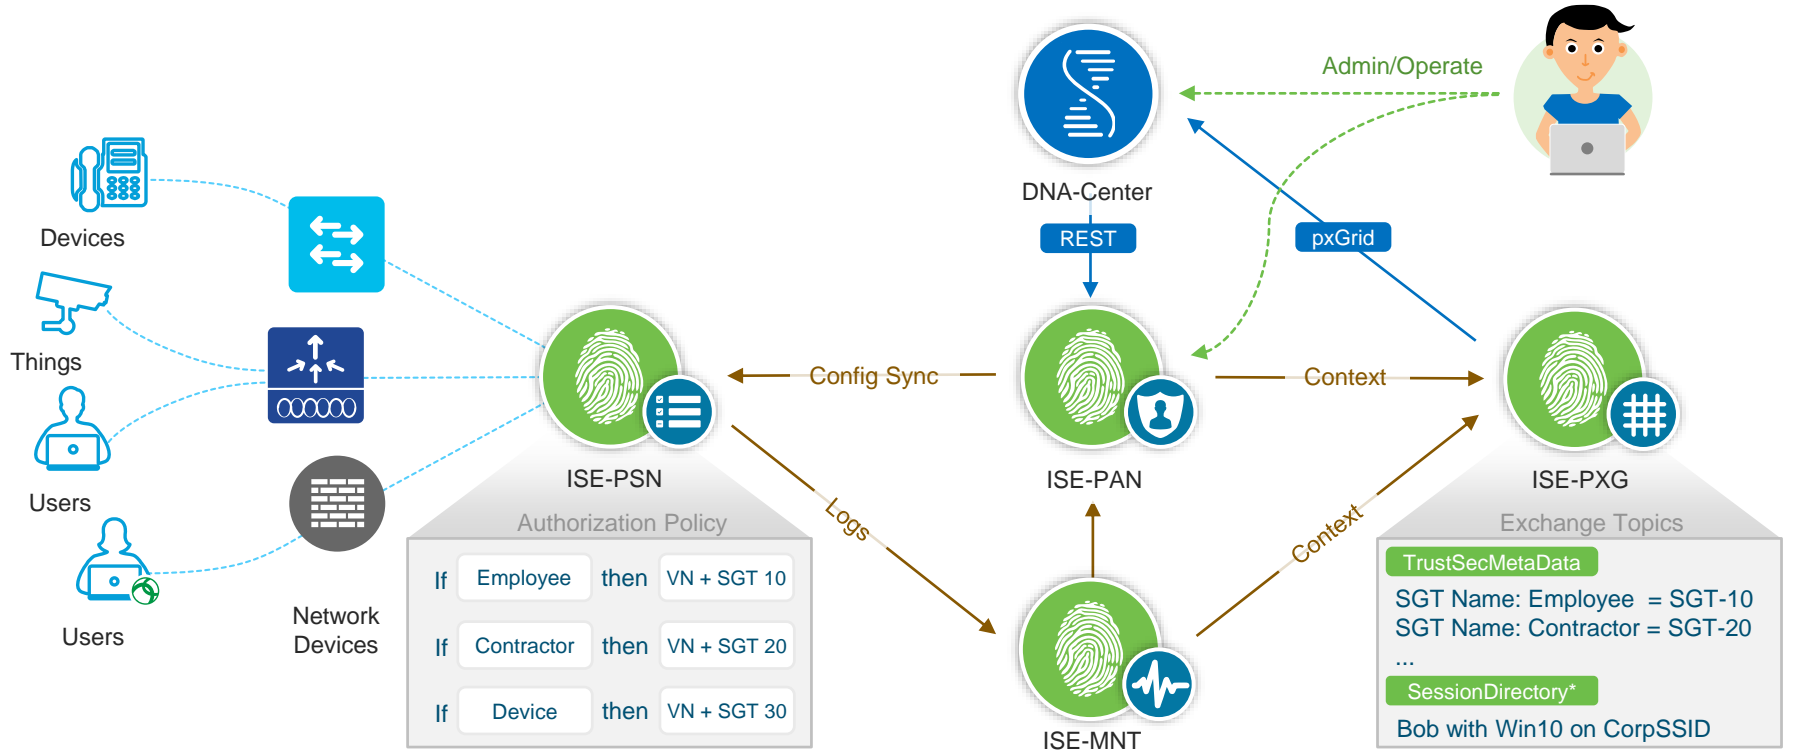 Admin/Operate
DNA-Center
REST
pxGrid
Devices
Things
Users
Users
Network
Devices
Config Sync
Context
ISE-PSN
ISE-PAN
ISE-PXG
Logs
Context
Authorization Policy
If Employee then VN + SGT 10
If Contractor then VN + SGT 20
If Device then VN + SGT 30
ISE-MNT
Exchange Topics
TrustSecMetaData
SGT Name: Employee = SGT-10
SGT Name: Contractor = SGT-20
...
SessionDirectory*
Bob with Win10 on CorpSSID